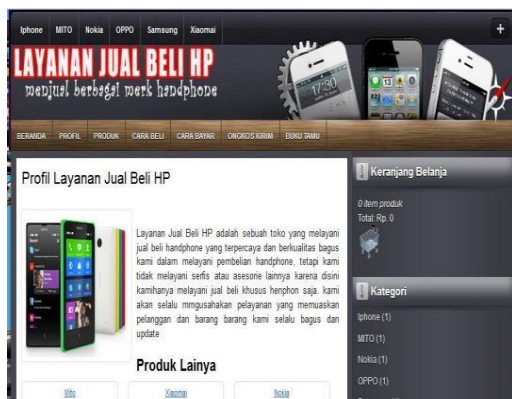 Iphone MITO Nokia OPPO Samsung Xiaomai
LAYANAN JUAL BELI HP
menjual berbagai merk handphone
17:30
BERANDA PROFIL PRODUK CARA BELI CARA BAYAR ONGKOS KIRIM BUKU TAMU
Profil Layanan Jual Beli HP
Layanan Jual Beli HP adalah sebuah toko yang melayani
jual beli handphone yang terpercaya dan berkualitas bagus
kami dalam melayani pembelian handphone, tetapi kami
tidak melayani serfis atau asesorie lainnya karena disini
kamihanya melayani jual beli khusus henphon saja. kami
akan selalu mrngusahakan pelayanan yang memuaskan
pelanggan dan barang barang kami selalu bagus dan
update
Produk Lainya
Mito Xiaomai Nokia
Keranjang Belanja
0 item produk
Total: Rp. 0
Kategori
Iphone (1)
MITO (1)
Nokia (1)
OPPO (1)